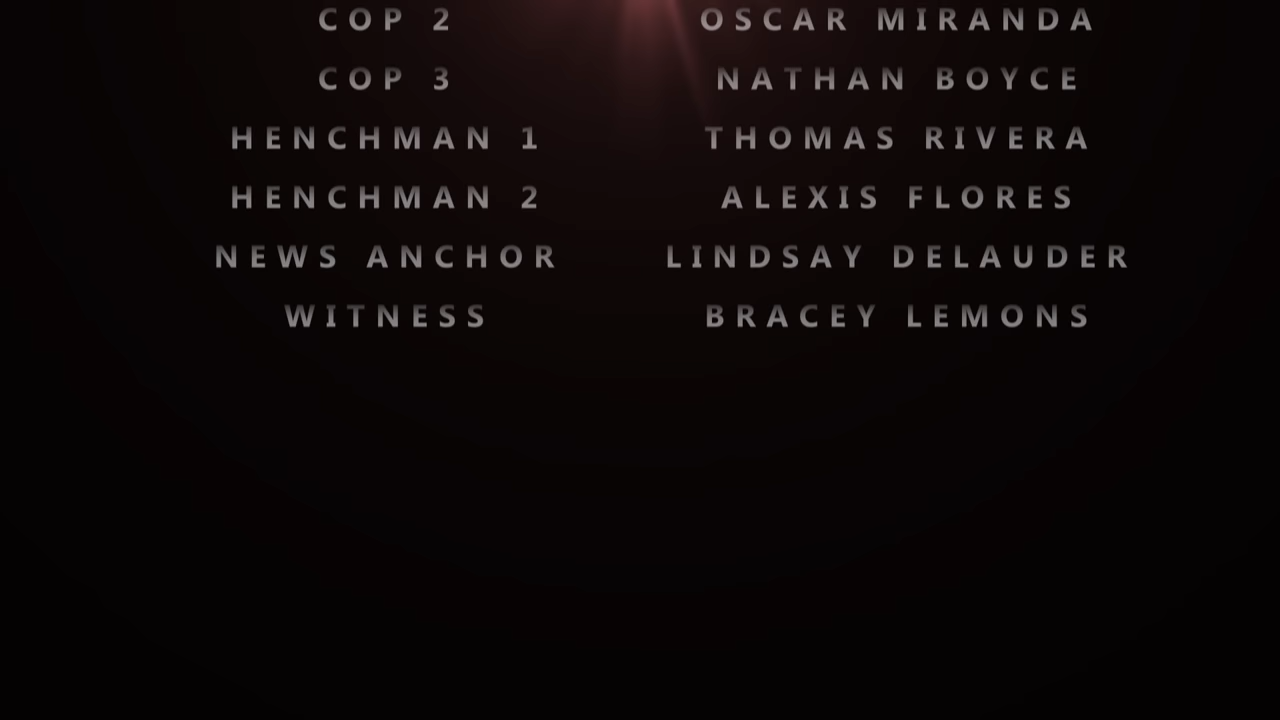 COP 2 OSCAR MIRANDA
COP 3 NATHAN BOYCE
HENCHMAN 1 THOMAS RIVERA
HENCHMAN 2 ALEXIS FLORES
NEWS ANCHOR LINDSAY DELAUDER
WITNESS BRACEY LEMONS